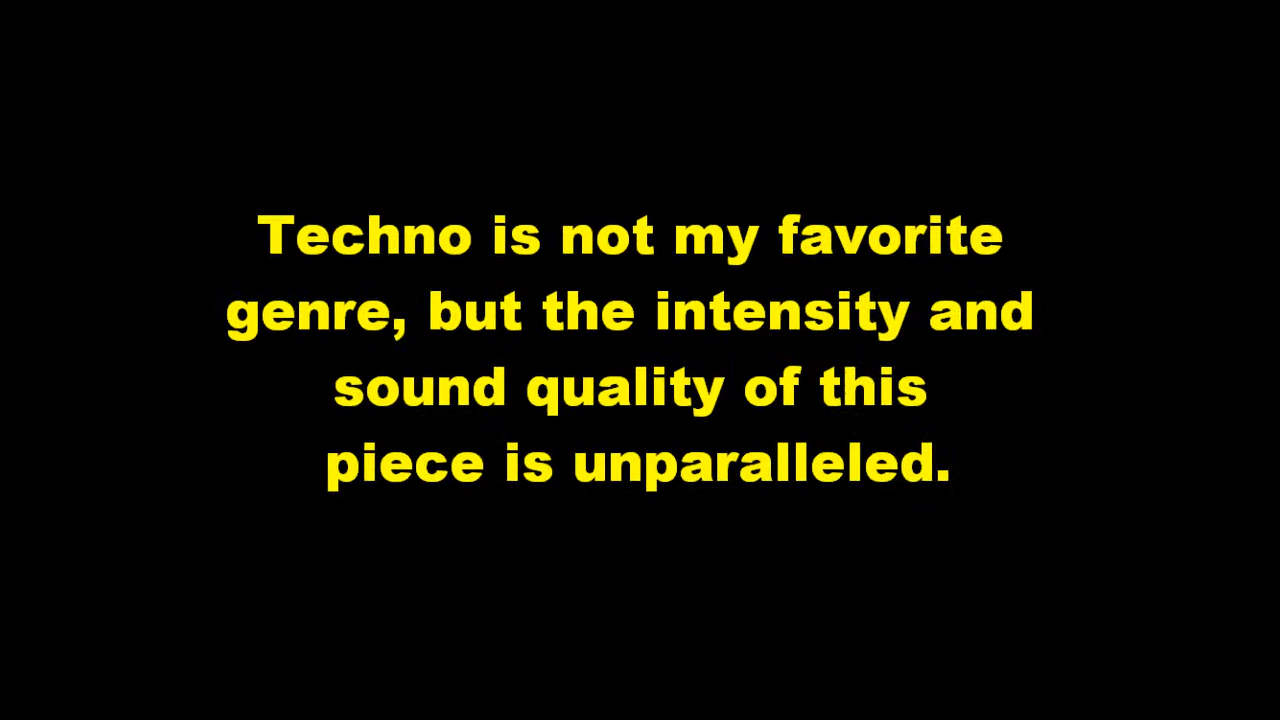 Techno is not my favorite
genre, but the intensity and
sound quality of this
piece is unparalleled.